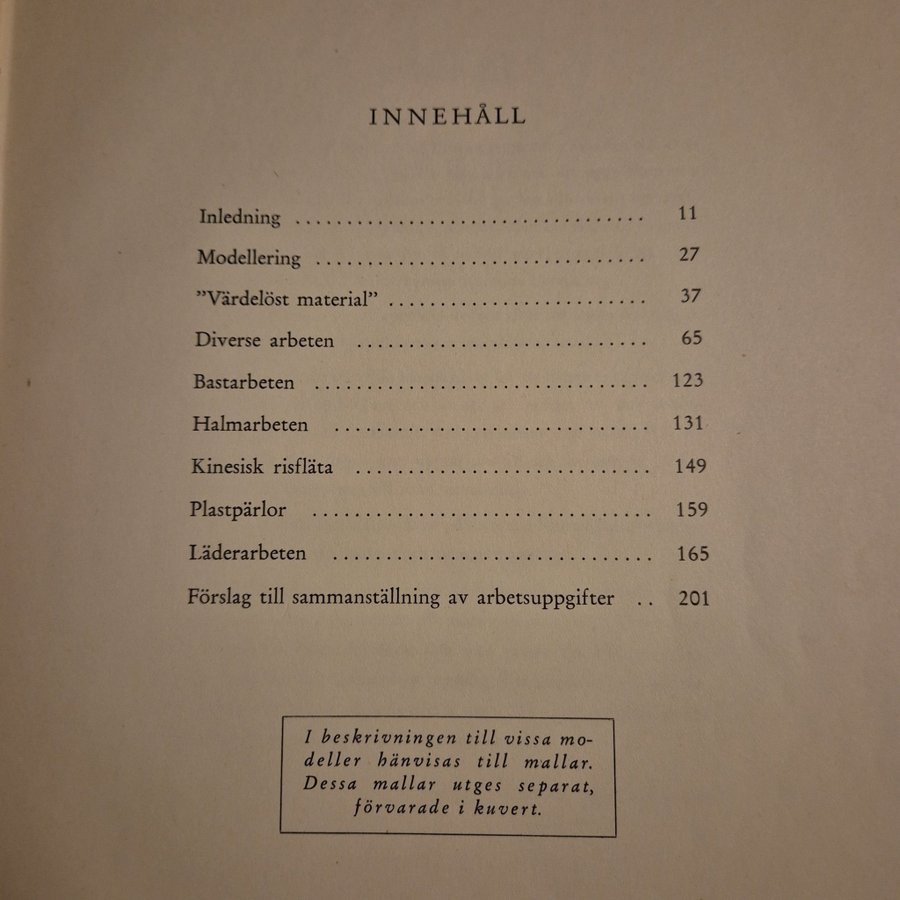 INNEHÅLL
Inledning .................................. 11
Modellering ................................ 27
”Värdelöst material” ......................... 37
Diverse arbeten ............................ 65
Bastarbeten ................................ 123
Halmarbeten .............................. 131
Kinesisk risfläta ............................ 149
Plastpärlor ................................ 159
Läderarbeten .............................. 165
Förslag till sammanställning av arbetsuppgifter .. 201
I beskrivningen till vissa mo-
deller hänvisas till mallar.
Dessa mallar utges separat,
förvarade i kuvert.